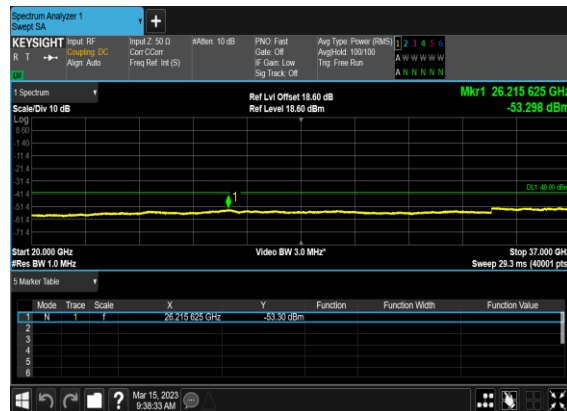 Spectrum Analyzer 1
Swept SA
+
KEYSIGHT
R T
LXI
Input: RF
Coupling: DC
Align: Auto
Input Z: 50 Ω
Corr CCorr
Freq Ref: Int (S)
#Atten: 10 dB
PNO: Fast
Gate: Off
IF Gain: Low
Sig Track: Off
Avg Type: Power (RMS)
Avg|Hold: 100/100
Trig: Free Run
1 2 3 4 5 6
A W W W W W
A N N N N N
1 Spectrum
Scale/Div 10 dB
Ref Lvl Offset 18.60 dB
Ref Level 18.60 dBm
Mkr1 26.215 625 GHz
-53.298 dBm
Log
8.60
-1.40
-11.4
-21.4
-31.4
-41.4
-51.4
-61.4
-71.4
1
DL1 -40.00 dBm
Start 20.000 GHz
#Res BW 1.0 MHz
Video BW 3.0 MHz*
Stop 37.000 GHz
Sweep 29.3 ms (40001 pts)
5 Marker Table
Mode Trace Scale X Y Function Function Width Function Value
1 N 1 f 26.215 625 GHz -53.30 dBm
2
3
4
5
6
?
Mar 15, 2023
9:38:33 AM